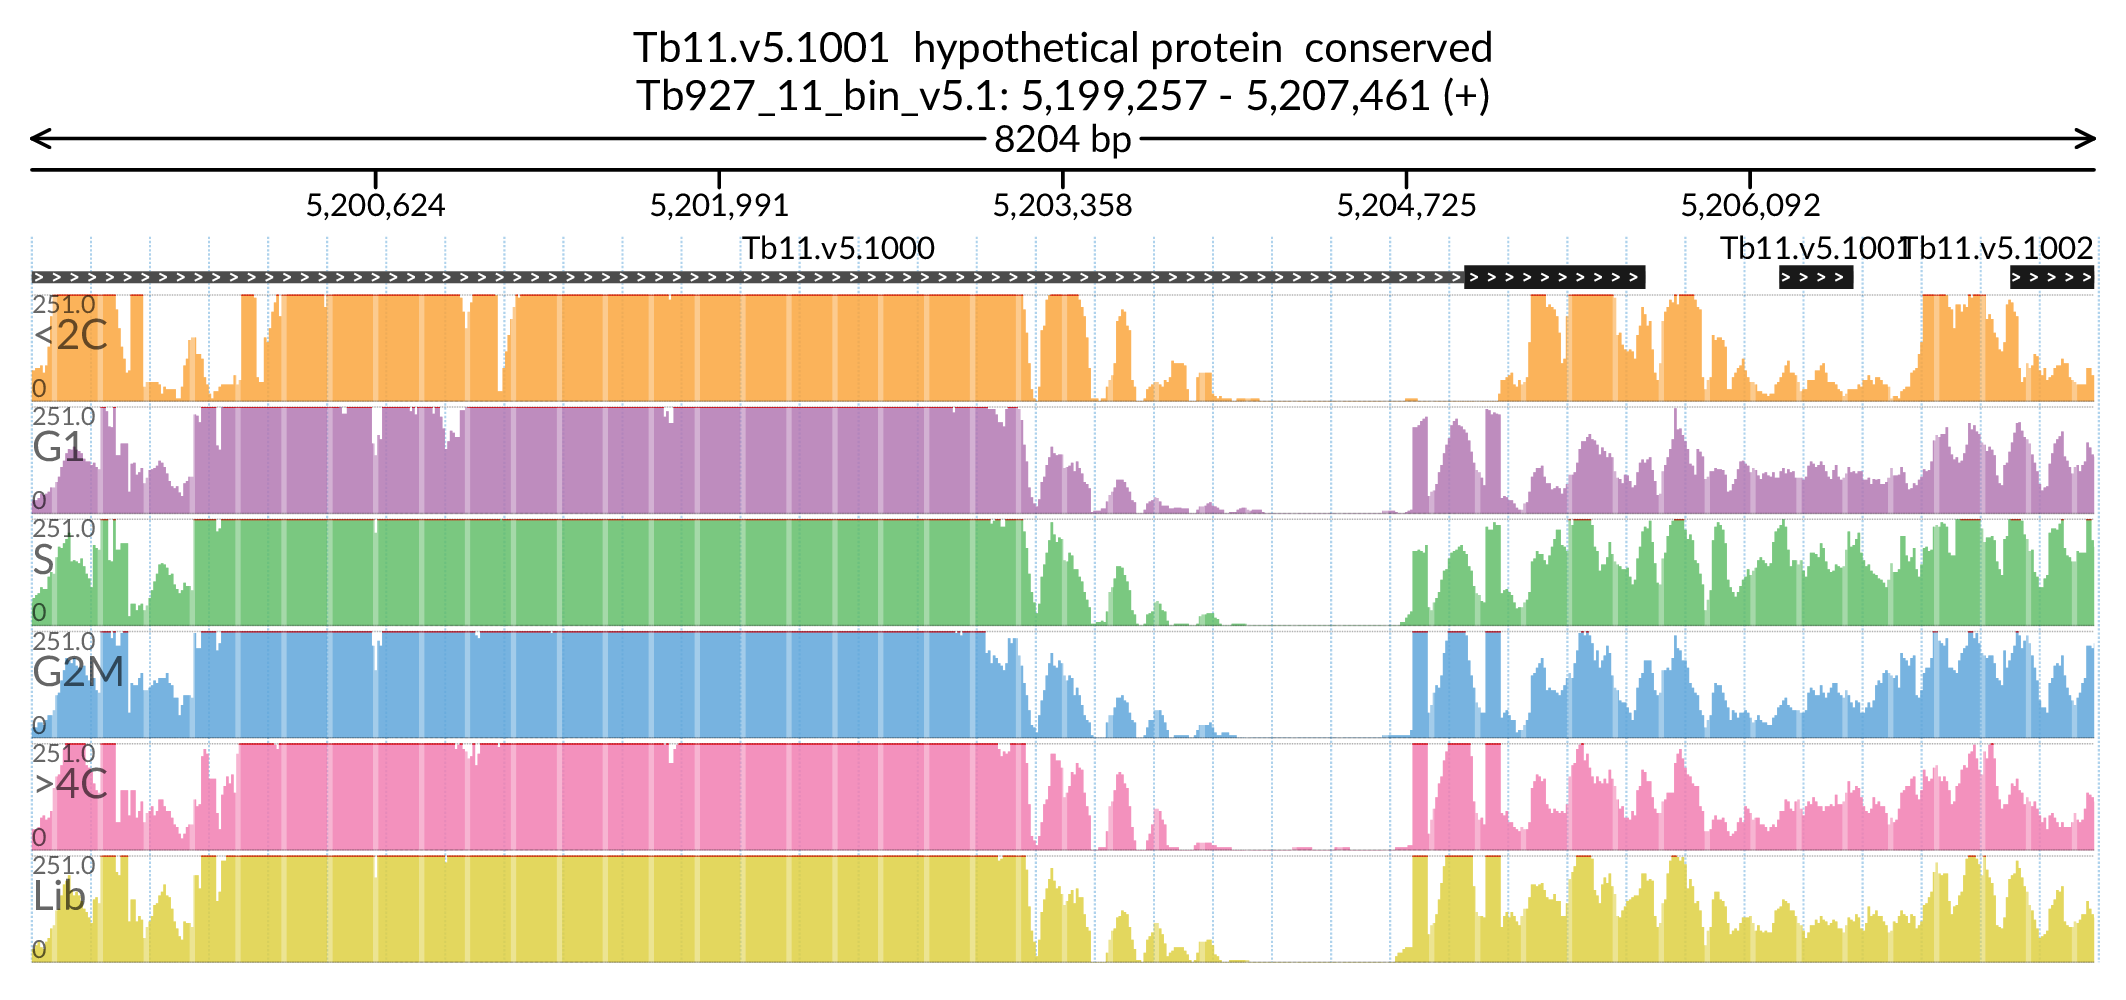 Tb11.v5.1001 hypothetical protein conserved
Tb927_11_bin_v5.1: 5,199,257 - 5,207,461 (+)
8204 bp
5,200,624 5,201,991 5,203,358 5,204,725 5,206,092
Tb11.v5.1000 Tb11.v5.1001 Tb11.v5.1002
251.0
<2C
0
251.0
G1
0
251.0
S
0
251.0
G2M
0
251.0
>4C
0
251.0
Lib
0